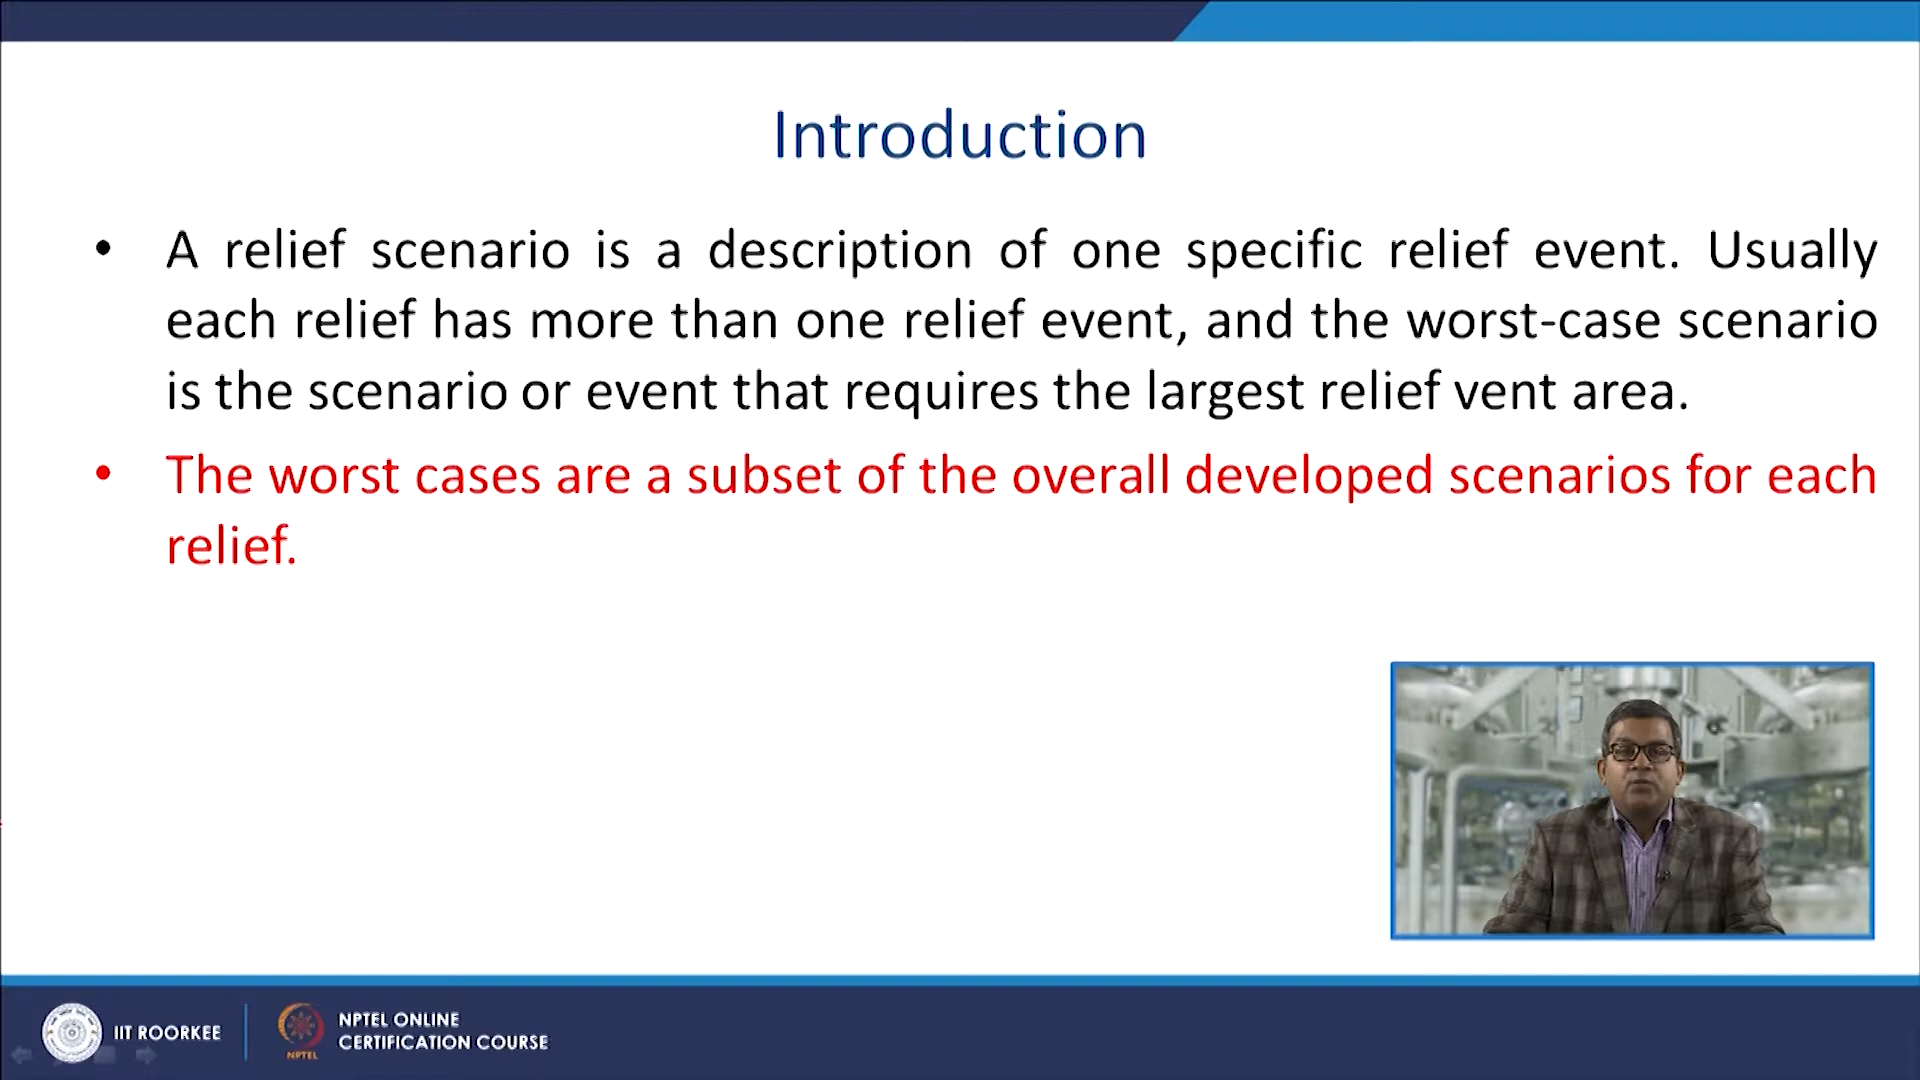 Introduction
• A relief scenario is a description of one specific relief event. Usually
each relief has more than one relief event, and the worst-case scenario
is the scenario or event that requires the largest relief vent area.
• The worst cases are a subset of the overall developed scenarios for each
relief.
IIT ROORKEE
NPTEL
NPTEL ONLINE
CERTIFICATION COURSE